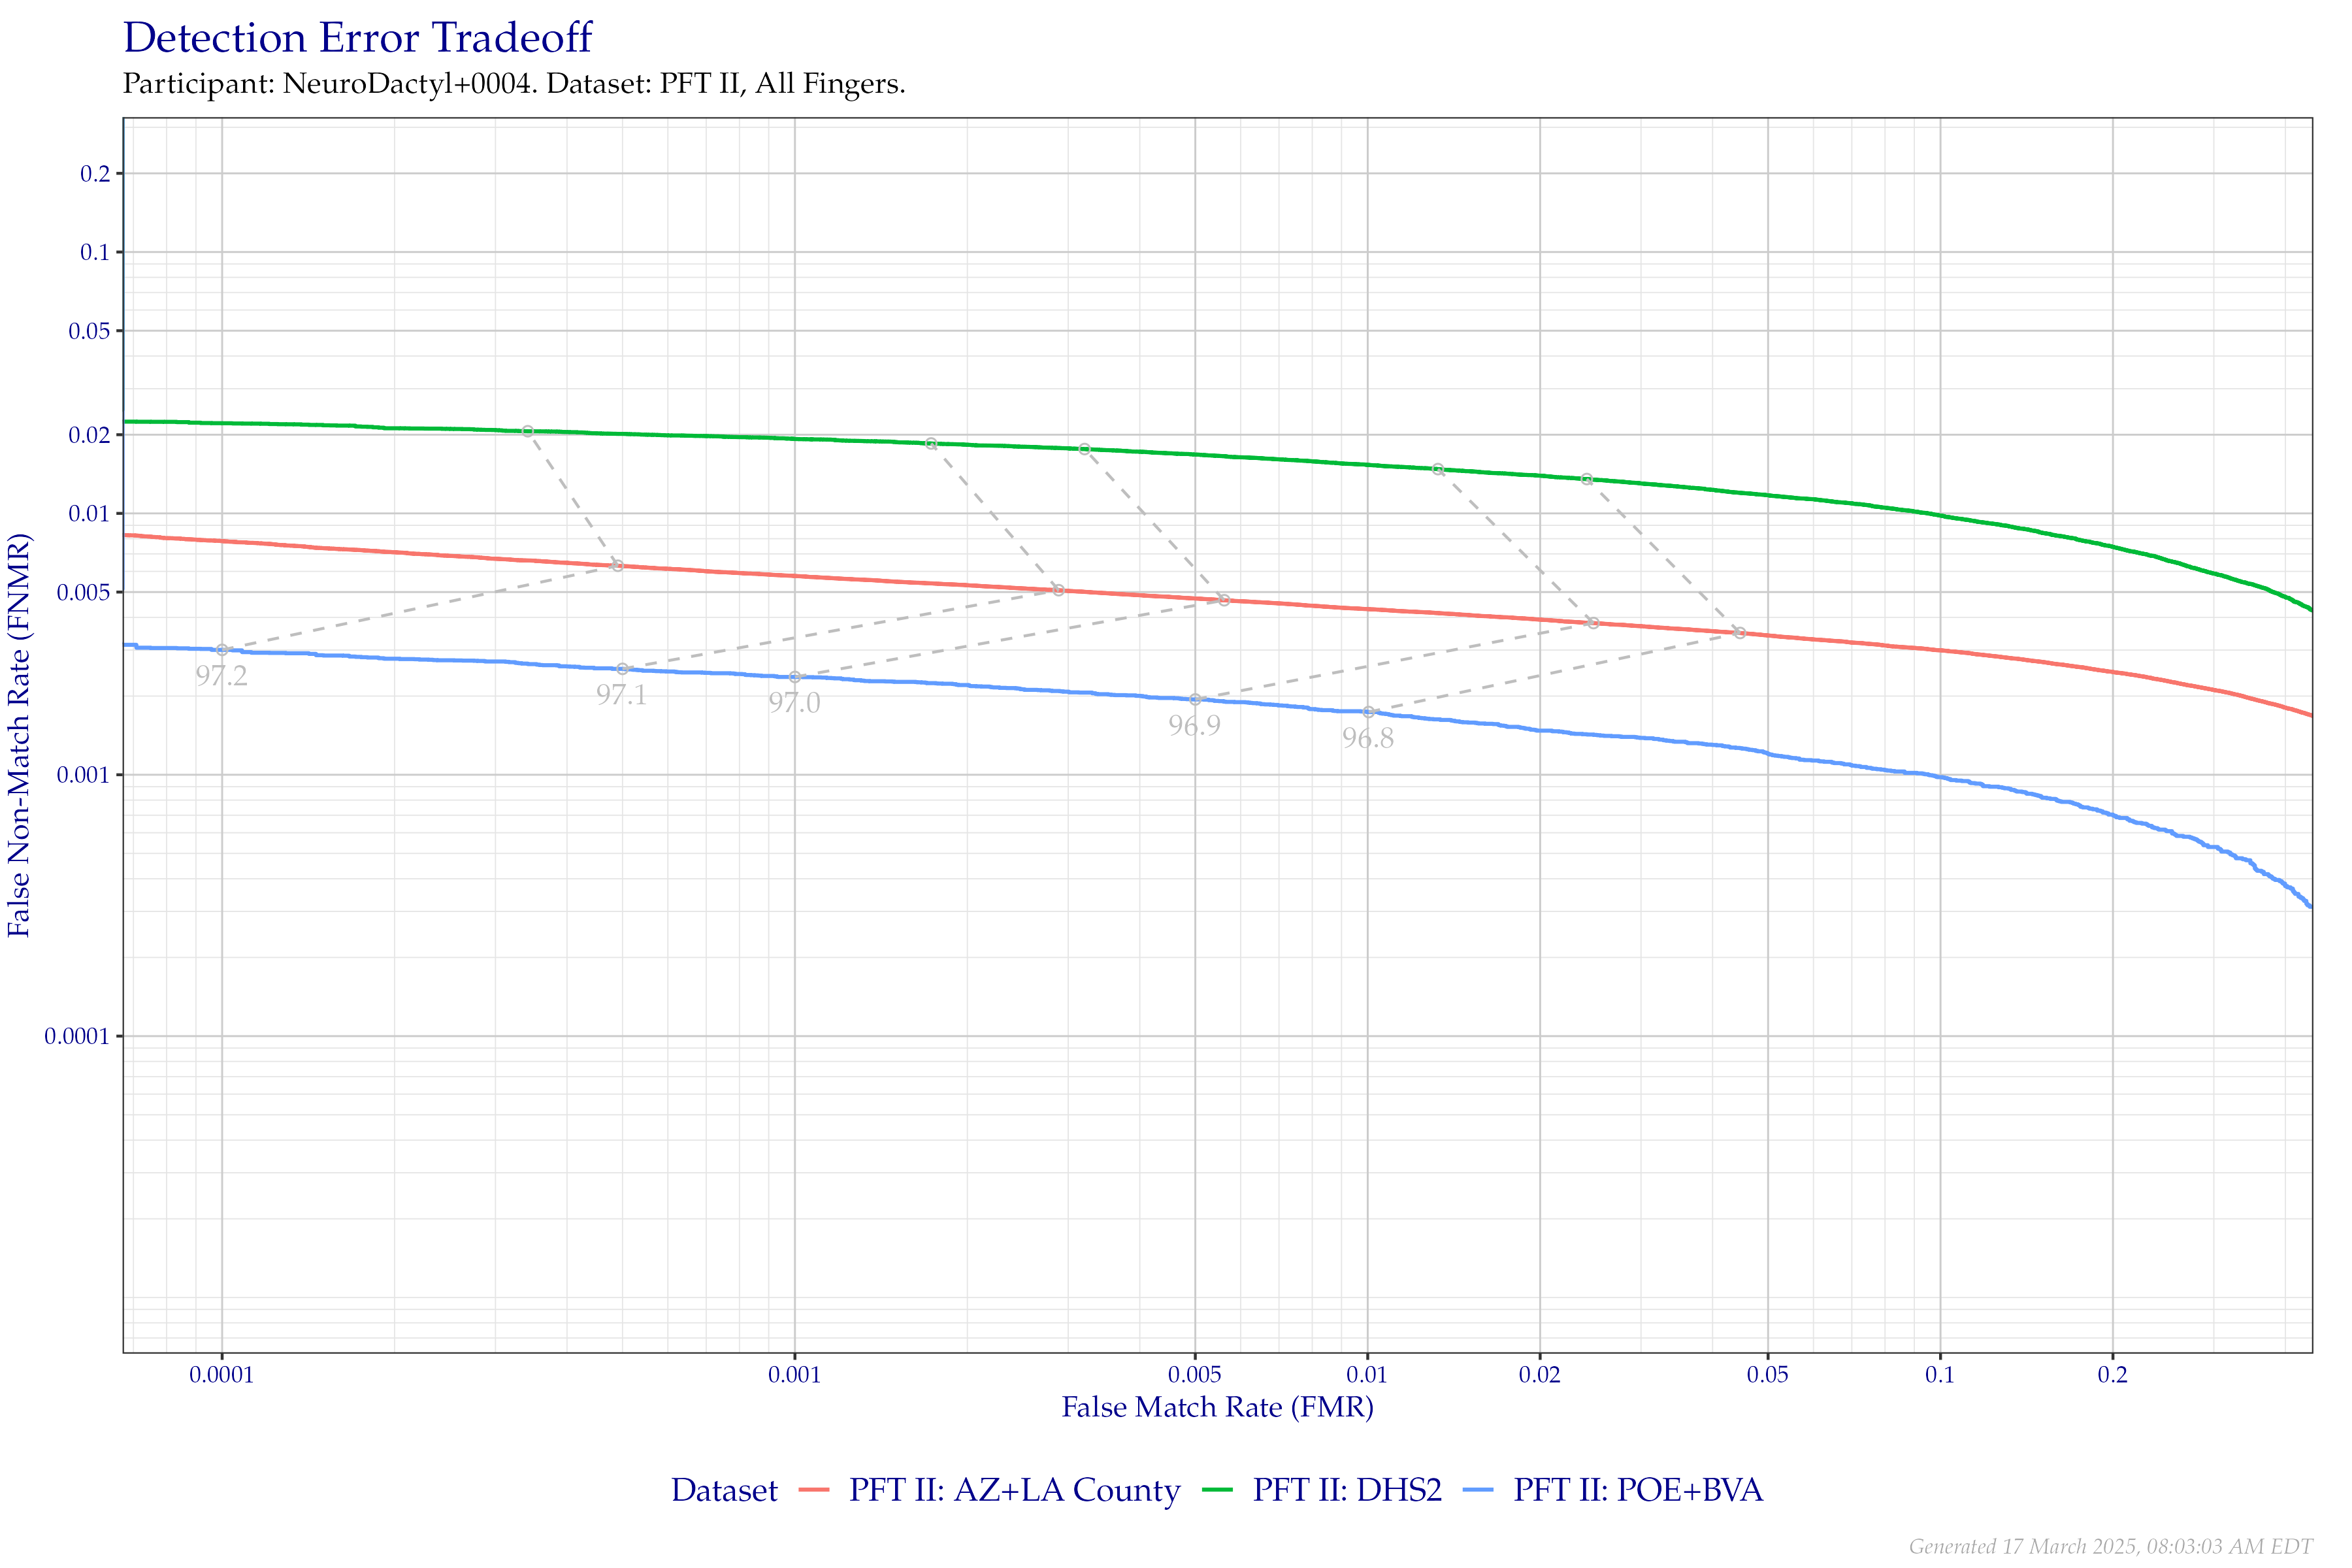 Detection Error Tradeoff
Participant: NeuroDactyl+0004. Dataset: PFT II, All Fingers.
False Non-Match Rate (FNMR)
0.2
0.1
0.05
0.02
0.01
0.005
0.001
0.0001
97.2
97.1
97.0
96.9
96.8
0.0001
0.001
0.005
0.01
0.02
0.05
0.1
0.2
False Match Rate (FMR)
Dataset
PFT II: AZ+LA County
PFT II: DHS2
PFT II: POE+BVA
Generated 17 March 2025, 08:03:03 AM EDT